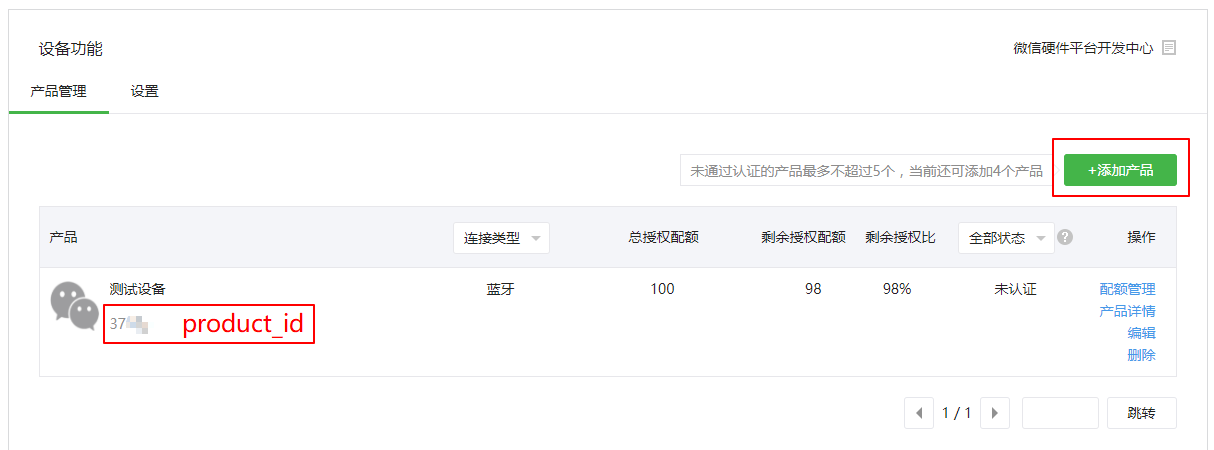 设备功能
微信硬件平台开发中心
产品管理 设置
未通过认证的产品最多不超过5个，当前还可添加4个产品
+添加产品
产品 连接类型 总授权配额 剩余授权配额 剩余授权比 全部状态 ? 操作
测试设备 蓝牙 100 98 98% 未认证 配额管理
产品详情
37 product_id
编辑
删除
1 / 1 跳转